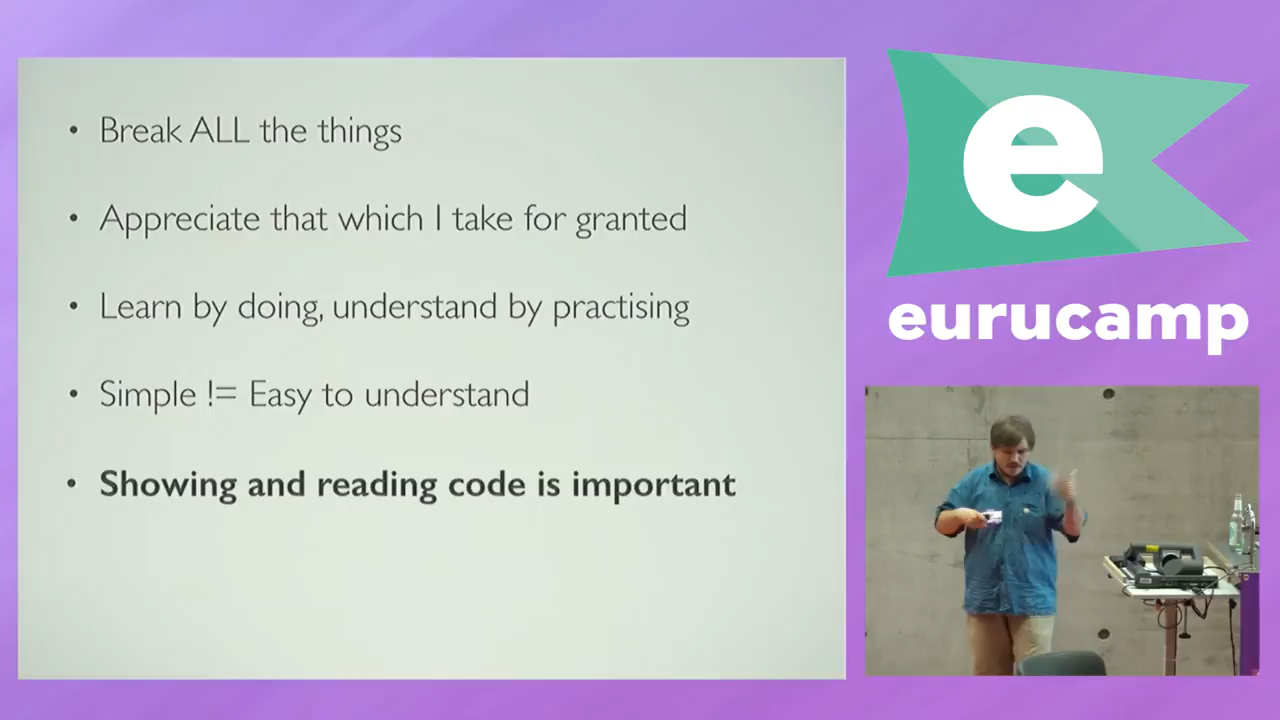 • Break ALL the things
• Appreciate that which I take for granted
• Learn by doing, understand by practising
• Simple != Easy to understand
• Showing and reading code is important
e
eurucamp